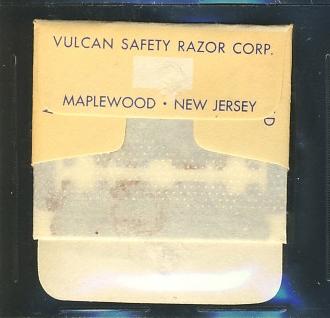 VULCAN SAFETY RAZOR CORP.
MAPLEWOOD • NEW JERSEY
D